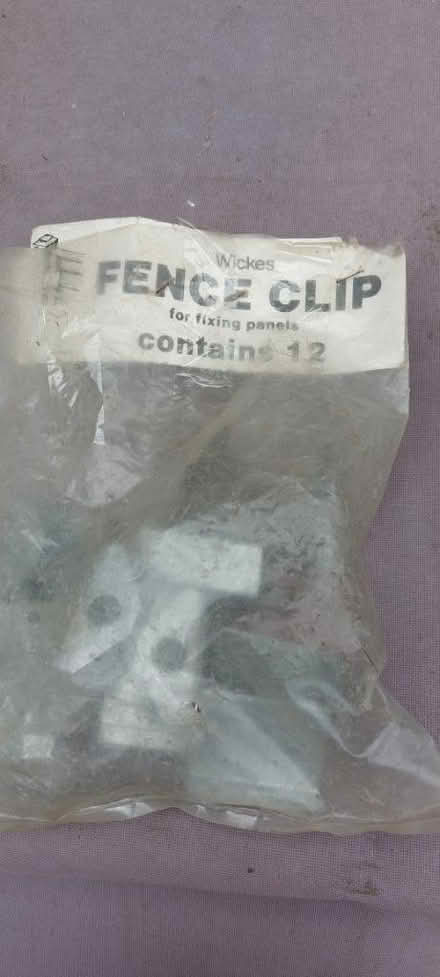 Wickes
FENCE CLIP
for fixing panels
contains 12